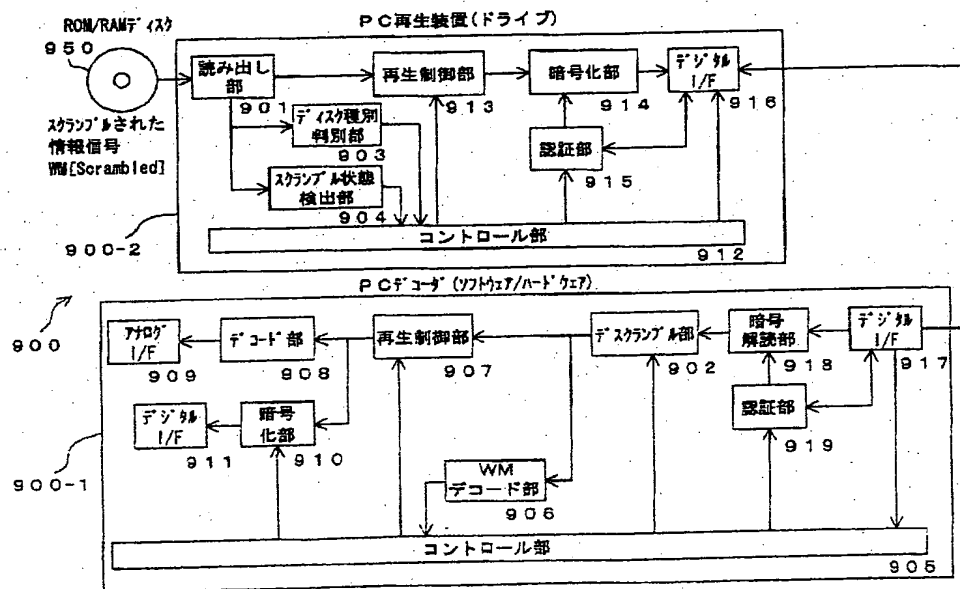 ROM/RAMディスク
950
スクランブルされた
情報信号
WM[Scrambled]
PC再生装置(ドライブ)
読み出し
部
901
再生制御部
913
暗号化部
914
デジタル
I/F
916
ディスク種別
判別部
903
認証部
915
スクランブル状態
検出部
904
コントロール部
912
900-2
PCデコーダ(ソフトウェア/ハードウェア)
900
アナログ
I/F
909
デコード部
908
再生制御部
907
デスクランブル部
902
暗号
解読部
918
デジタル
I/F
917
デジタル
I/F
911
暗号
化部
910
認証部
919
WM
デコード部
906
900-1
コントロール部
905